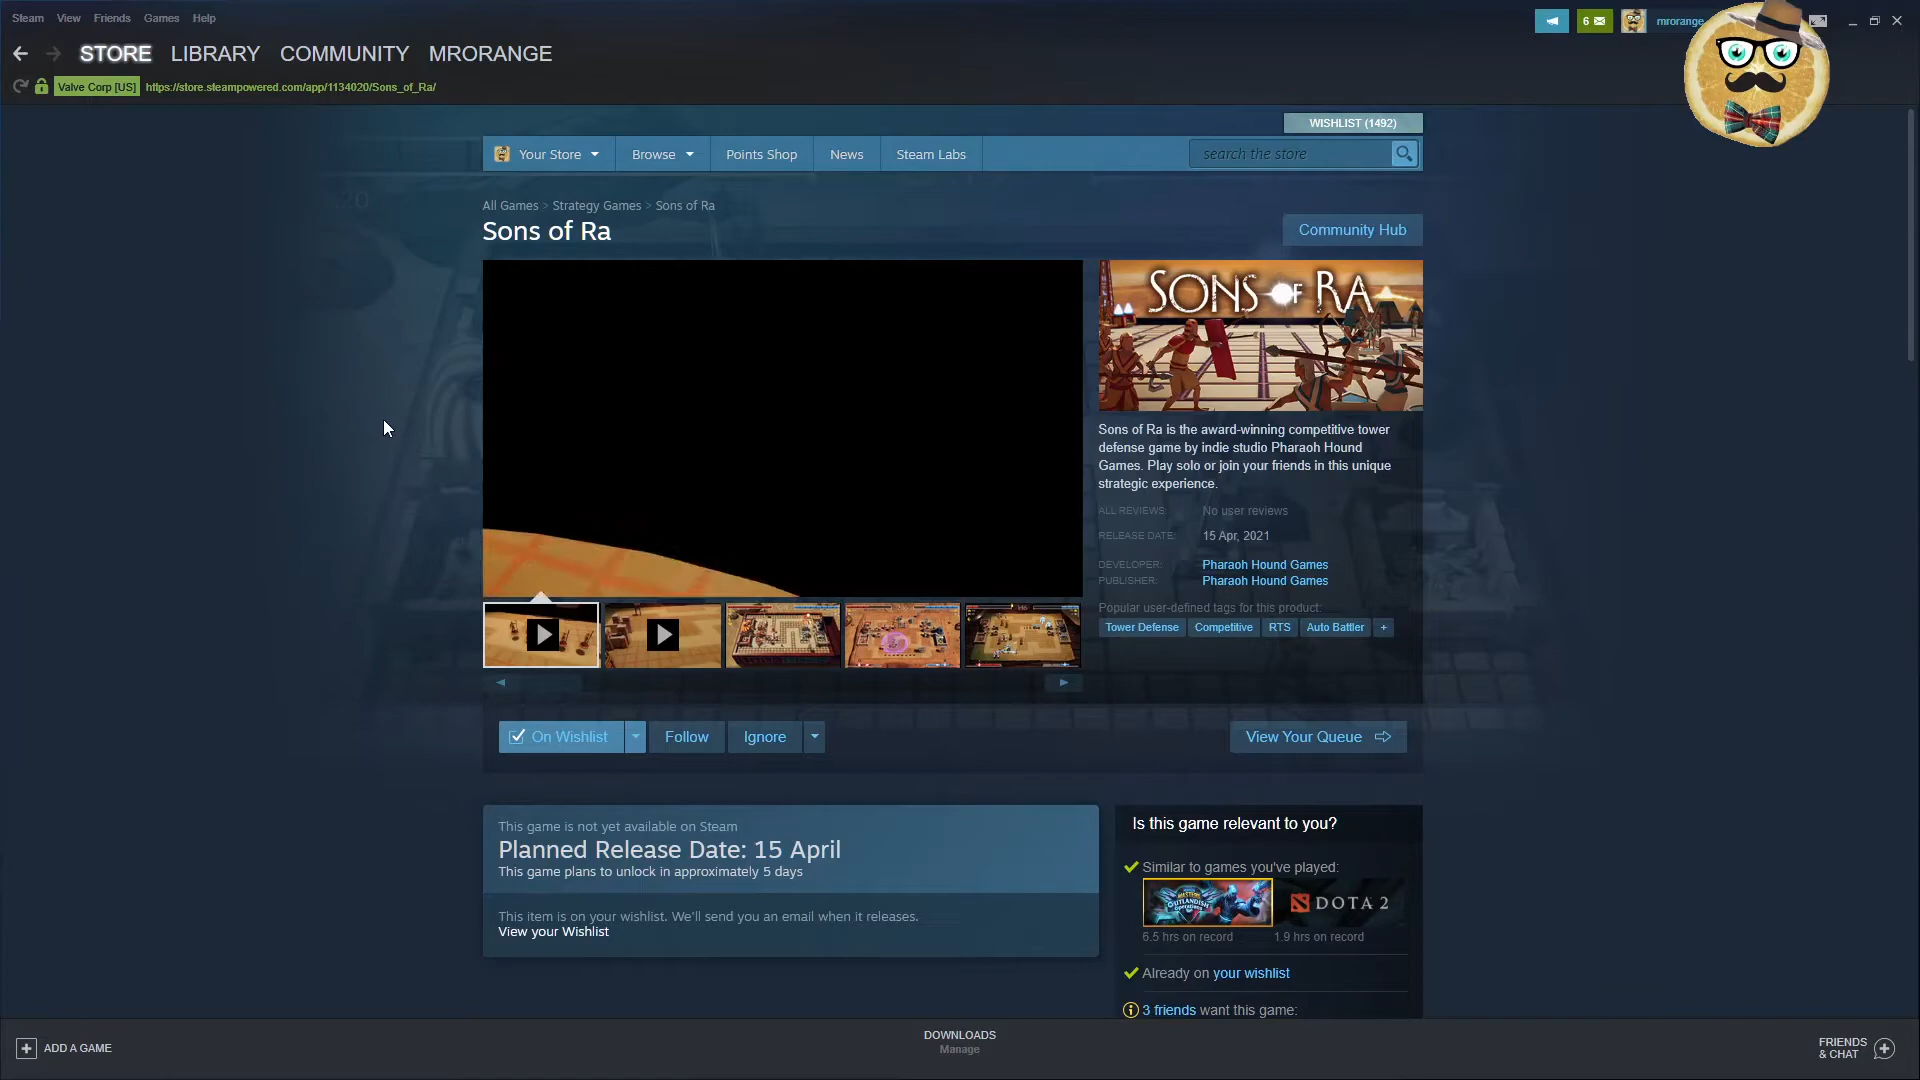 Steam View Friends Games Help
6
mrorange
STORE LIBRARY COMMUNITY MRORANGE
Valve Corp [US] https://store.steampowered.com/app/1134020/Sons_of_Ra/
WISHLIST (1492)
Your Store Browse Points Shop News Steam Labs search the store
All Games > Strategy Games > Sons of Ra
Sons of Ra
Community Hub
SONS OF RA
Sons of Ra is the award-winning competitive tower
defense game by indie studio Pharaoh Hound
Games. Play solo or join your friends in this unique
strategic experience.
ALL REVIEWS: No user reviews
RELEASE DATE: 15 Apr, 2021
DEVELOPER: Pharaoh Hound Games
PUBLISHER: Pharaoh Hound Games
Popular user-defined tags for this product:
Tower Defense Competitive RTS Auto Battler +
On Wishlist Follow Ignore View Your Queue
This game is not yet available on Steam
Planned Release Date: 15 April
This game plans to unlock in approximately 5 days
This item is on your wishlist. We'll send you an email when it releases.
View your Wishlist
Is this game relevant to you?
Similar to games you've played:
MASTERS
OUTLANDISH
DOTA 2
6.5 hrs on record 1.9 hrs on record
Already on your wishlist
3 friends want this game:
ADD A GAME
DOWNLOADS
Manage
FRIENDS
& CHAT